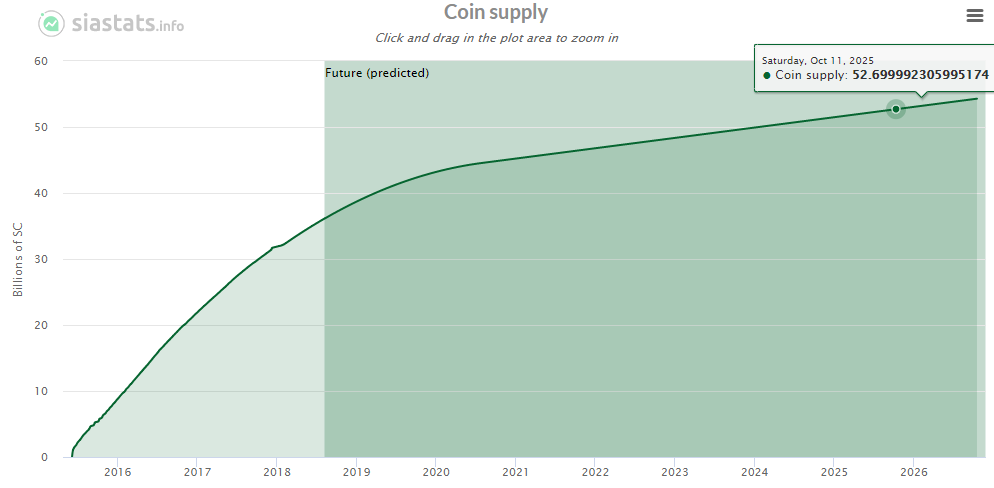 siastats.info
Coin supply
Click and drag in the plot area to zoom in
Saturday, Oct 11, 2025
Coin supply: 52.699992305995174
Future (predicted)
Billions of SC
60
50
40
30
20
10
0
2016 2017 2018 2019 2020 2021 2022 2023 2024 2025 2026